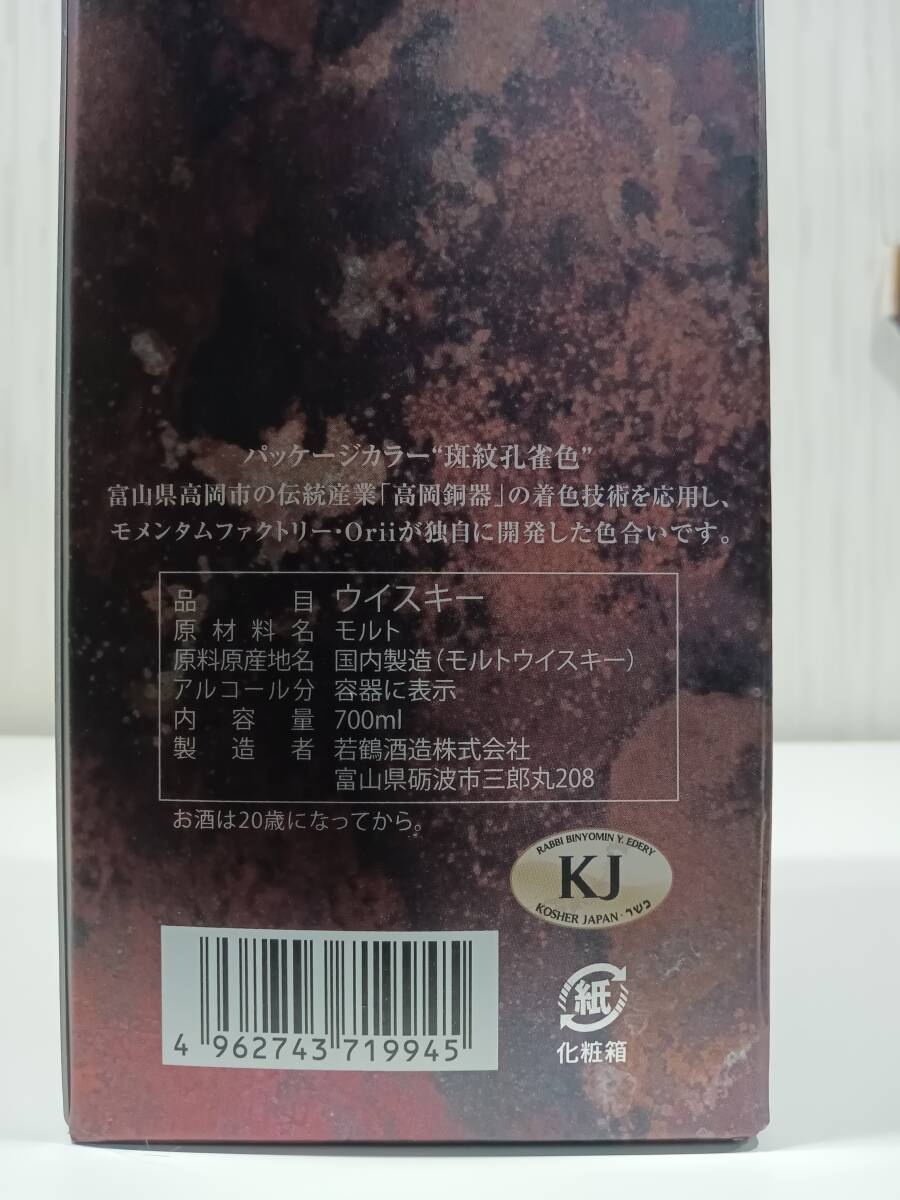 パッケージカラー“斑紋孔雀色”
富山県高岡市の伝統産業「高岡銅器」の着色技術を応用し、
モメンタムファクトリー・Oriiが独自に開発した色合いです。
品目 ウイスキー
原材料名 モルト
原料原産地名 国内製造（モルトウイスキー）
アルコール分 容器に表示
内容量 700ml
製造者 若鶴酒造株式会社
富山県砺波市三郎丸208
お酒は20歳になってから。
RABBI BINYOMIN Y. EDERY
KJ
KOSHER JAPAN - כשר
4 962743 719945
紙
化粧箱